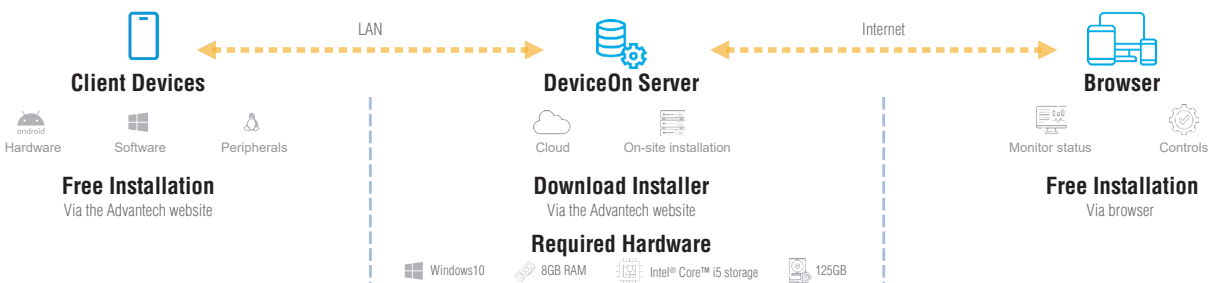 LAN
Internet
Client Devices
DeviceOn Server
Browser
android
Hardware
Software
Peripherals
Cloud
On-site installation
Monitor status
Controls
Free Installation
Via the Advantech website
Download Installer
Via the Advantech website
Free Installation
Via browser
Required Hardware
Windows10
8GB RAM
Intel® Core™ i5 storage
125GB